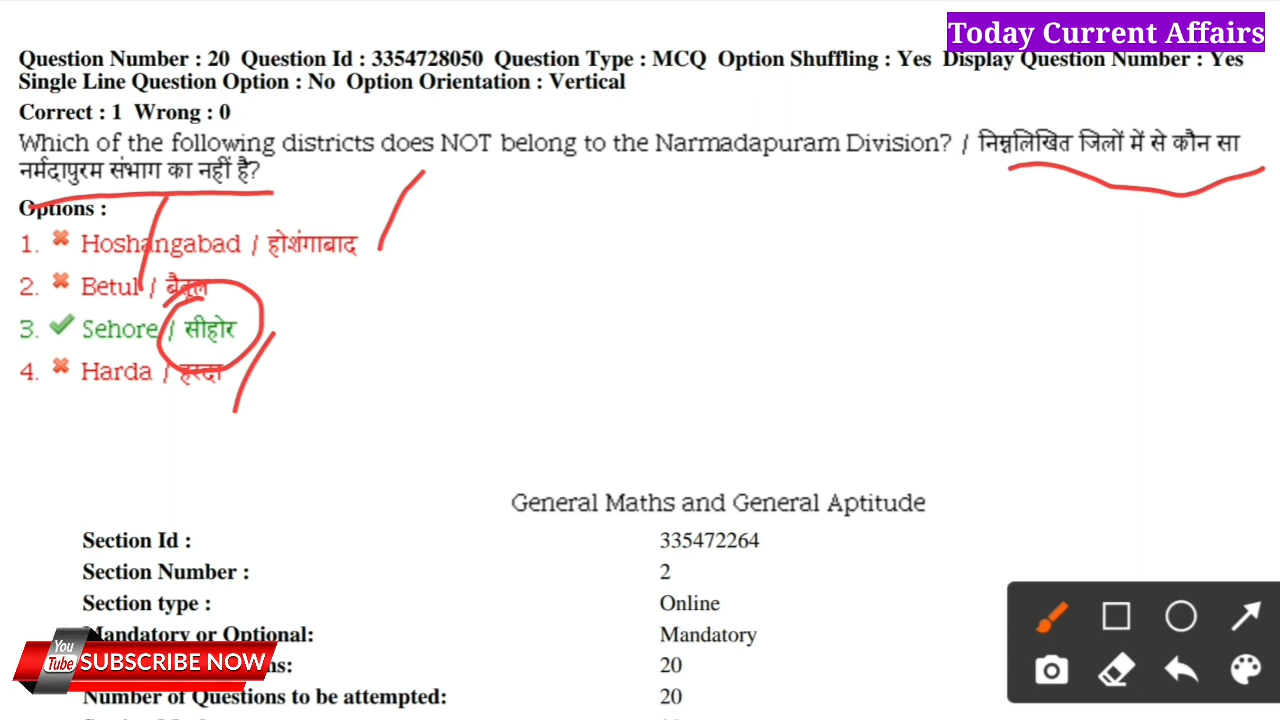 Today Current Affairs
Question Number : 20 Question Id : 3354728050 Question Type : MCQ Option Shuffling : Yes Display Question Number : Yes
Single Line Question Option : No Option Orientation : Vertical
Correct : 1 Wrong : 0
Which of the following districts does NOT belong to the Narmadapuram Division? / निम्नलिखित जिलों में से कौन सा
नर्मदापुरम संभाग का नहीं है?
Options :
1. Hoshangabad / होशंगाबाद
2. Betul / बैतूल
3. Sehore / सीहोर
4. Harda / हरदा
General Maths and General Aptitude
Section Id : 335472264
Section Number : 2
Section type : Online
Mandatory or Optional: Mandatory
ns: 20
Number of Questions to be attempted: 20
You
Tube SUBSCRIBE NOW